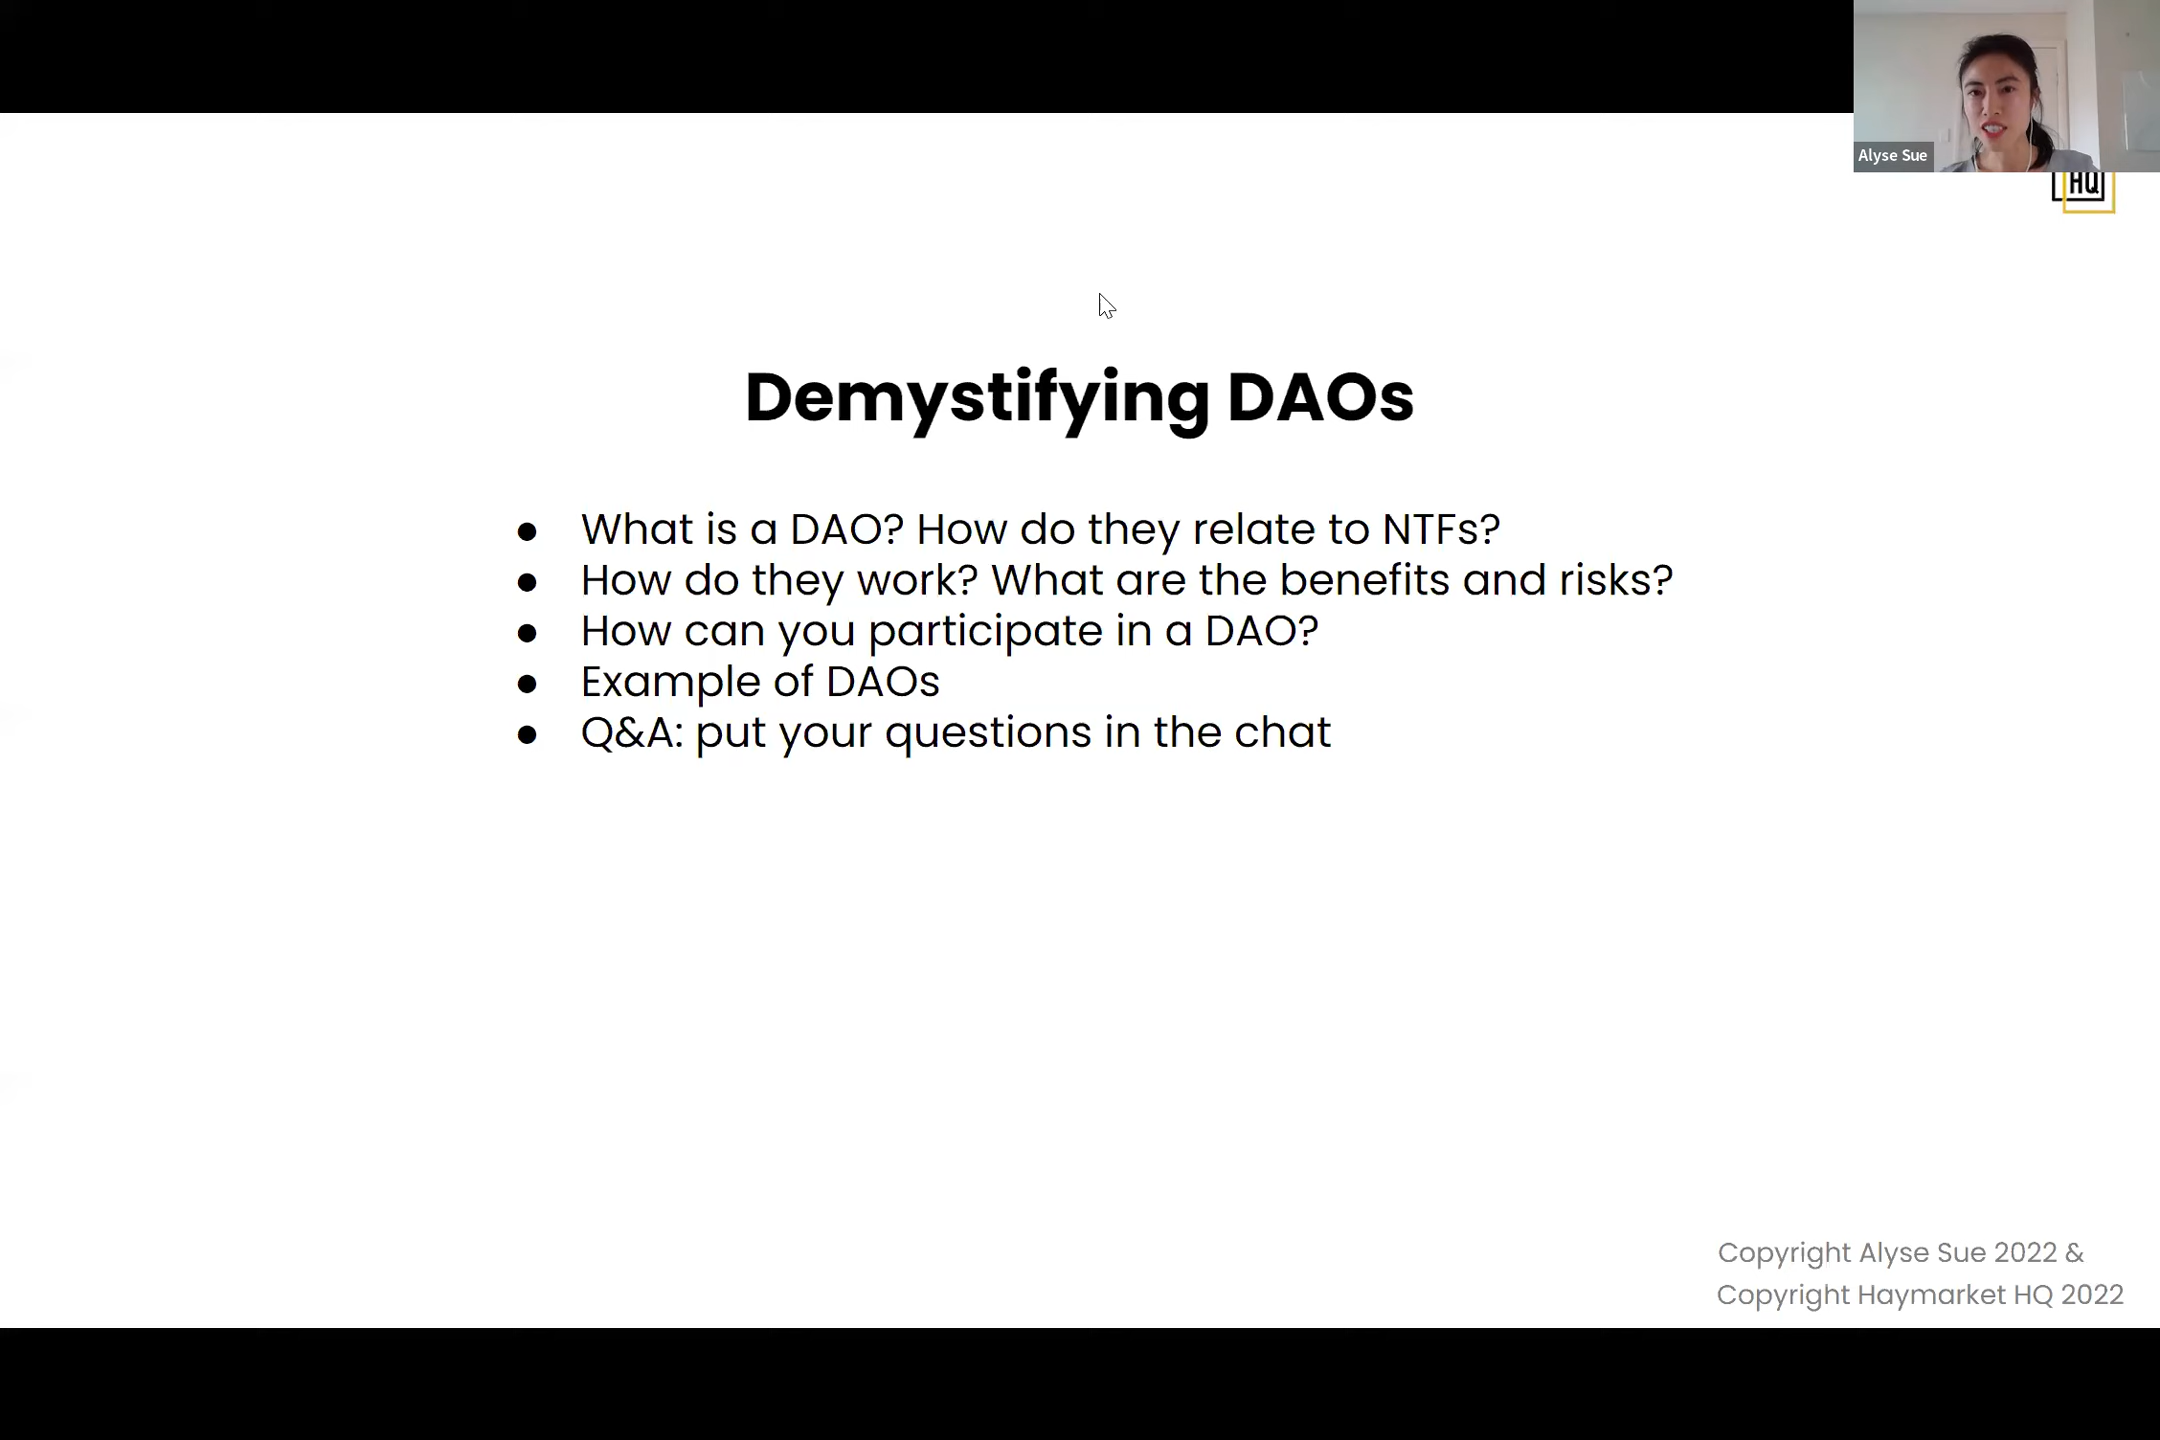 Alyse Sue
HQ
Demystifying DAOs
● What is a DAO? How do they relate to NTFs?
● How do they work? What are the benefits and risks?
● How can you participate in a DAO?
● Example of DAOs
● Q&A: put your questions in the chat
Copyright Alyse Sue 2022 &
Copyright Haymarket HQ 2022